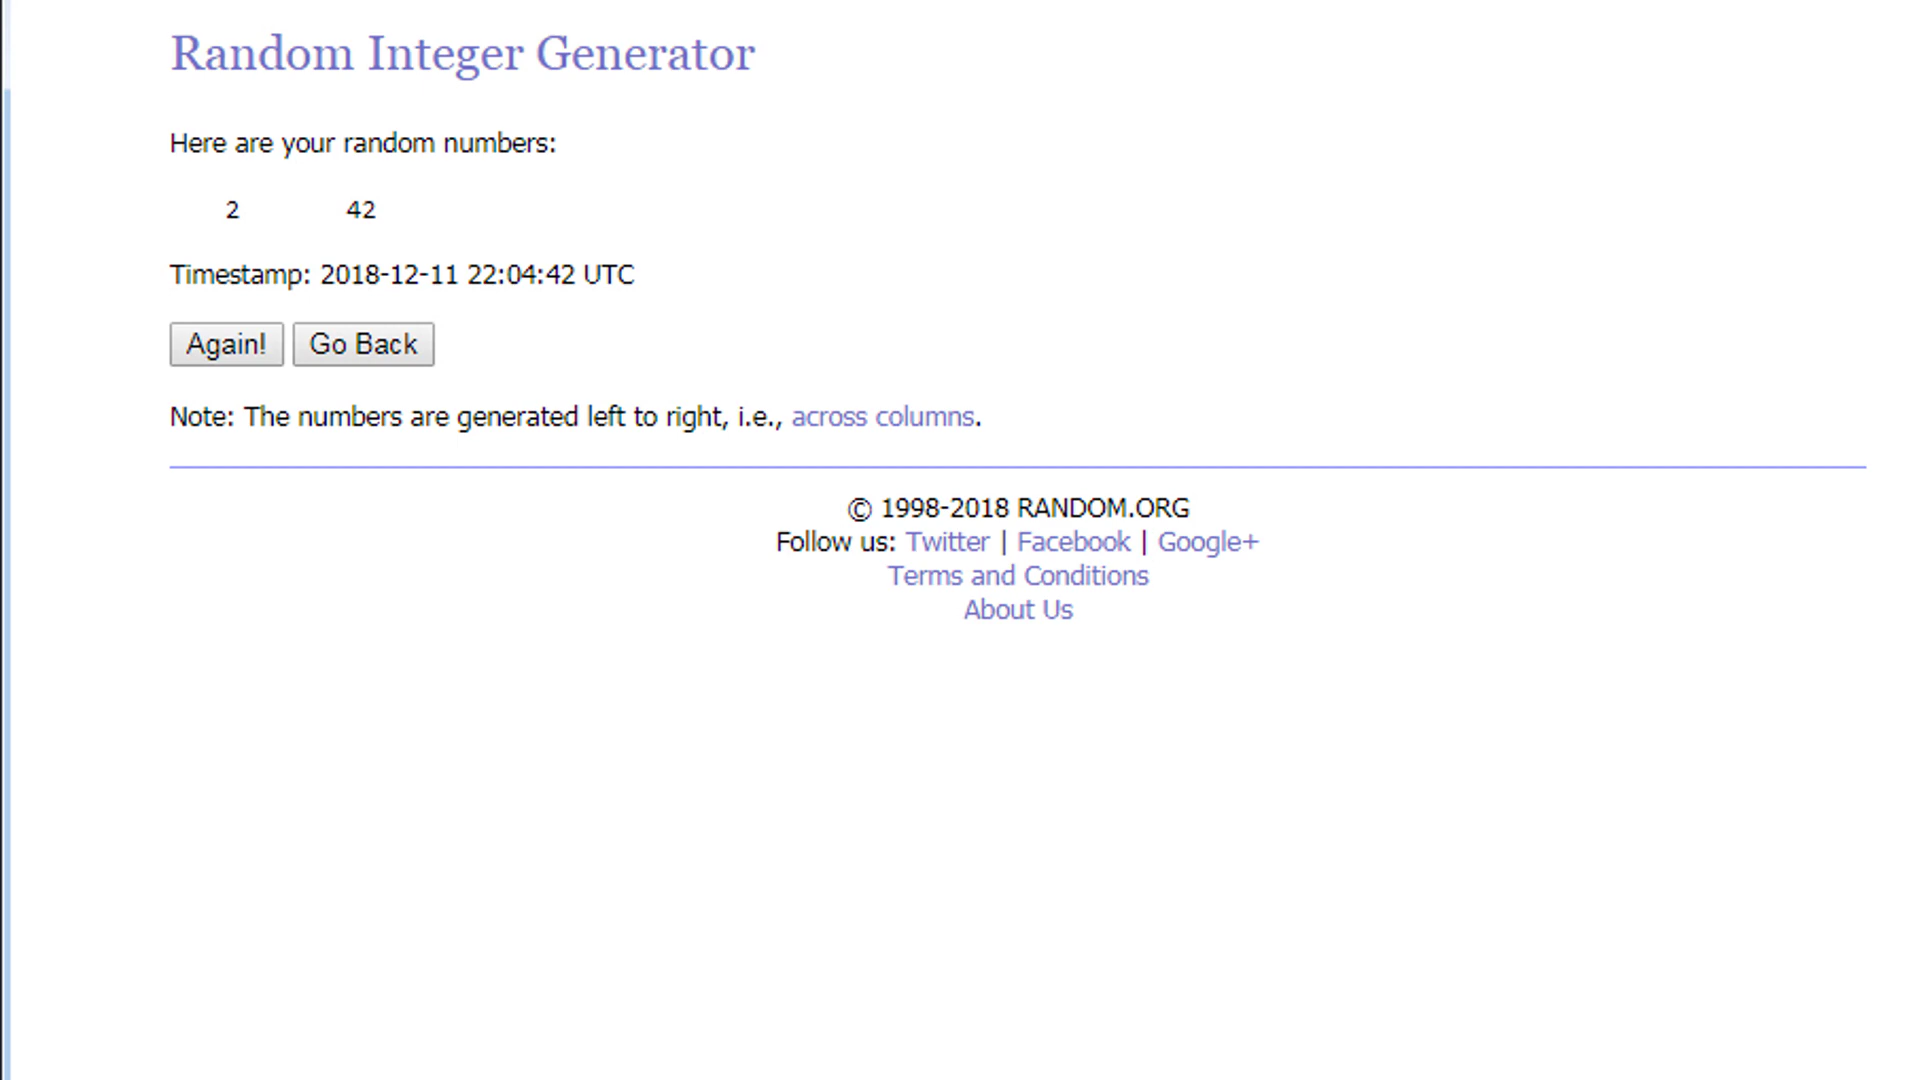 Random Integer Generator
Here are your random numbers:
2 42
Timestamp: 2018-12-11 22:04:42 UTC
Again! Go Back
Note: The numbers are generated left to right, i.e., across columns.
© 1998-2018 RANDOM.ORG
Follow us: Twitter | Facebook | Google+
Terms and Conditions
About Us